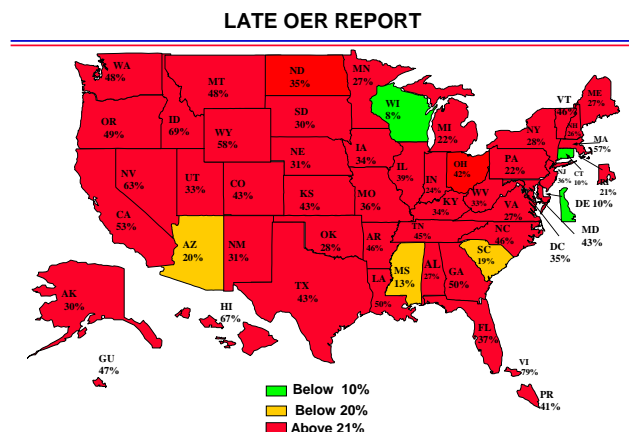 LATE OER REPORT
WA
48%
MT
48%
ND
35%
MN
27%
WI
8%
MI
22%
VT
46%
ME
27%
NH
26%
MA
57%
OR
49%
ID
69%
WY
58%
SD
30%
IA
34%
NY
28%
PA
22%
NJ
36%
CT
10%
RI
21%
NE
31%
IL
39%
IN
24%
OH
42%
NV
63%
UT
33%
CO
43%
KS
43%
MO
36%
KY
34%
WV
33%
VA
27%
DE 10%
MD
43%
DC
35%
CA
53%
AZ
20%
NM
31%
OK
28%
AR
46%
TN
45%
NC
46%
SC
19%
TX
43%
LA
50%
MS
13%
AL
27%
GA
50%
FL
37%
AK
30%
HI
67%
GU
47%
VI
79%
PR
41%
Below 10%
Below 20%
Above 21%